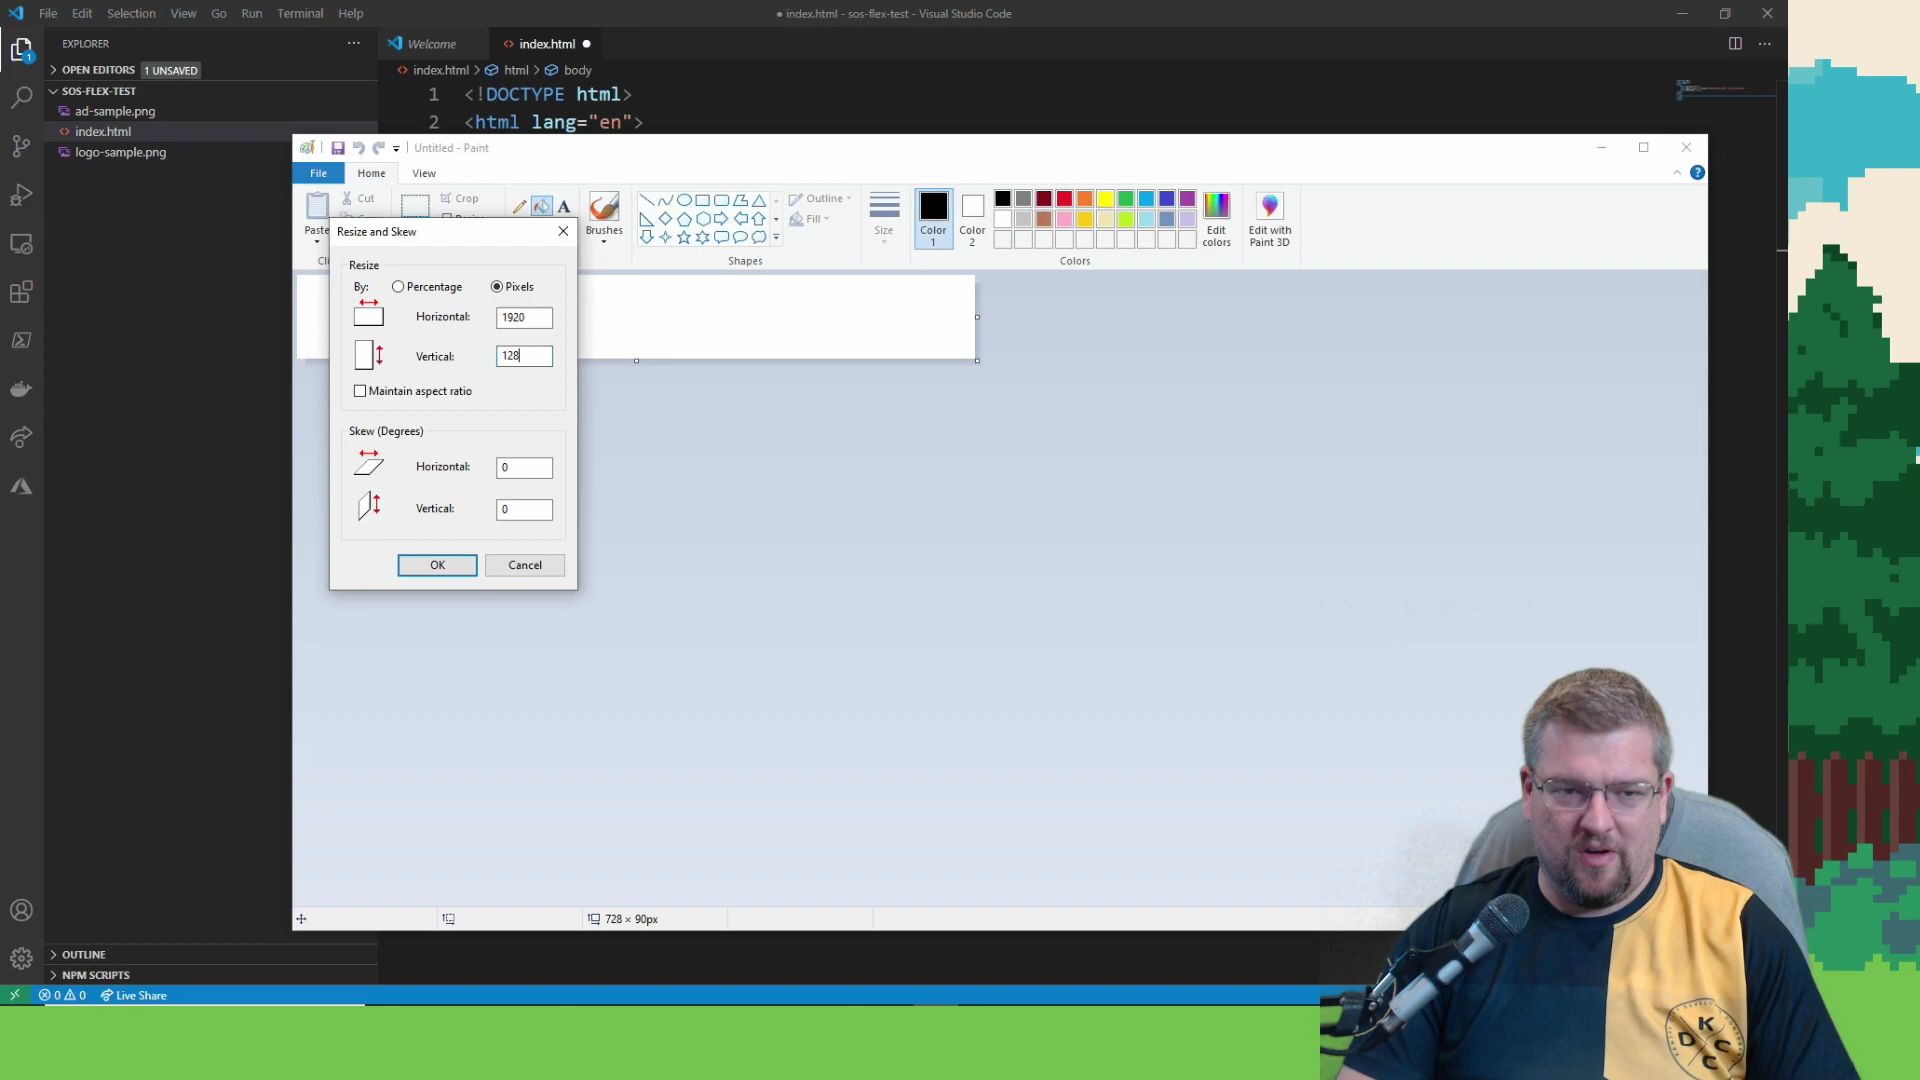 File Edit Selection View Go Run Terminal Help
● index.html - sos-flex-test - Visual Studio Code
EXPLORER
OPEN EDITORS 1 UNSAVED
SOS-FLEX-TEST
ad-sample.png
index.html
logo-sample.png
Welcome
index.html
index.html > html > body
1 <!DOCTYPE html>
2 <html lang="en">
Untitled - Paint
File Home View
Cut
Paste
Crop
Brushes
Shapes
Outline
Fill
Size
Color 1
Color 2
Edit colors
Colors
Edit with Paint 3D
Resize and Skew
Resize
By: Percentage Pixels
Horizontal: 1920
Vertical: 128
Maintain aspect ratio
Skew (Degrees)
Horizontal: 0
Vertical: 0
OK Cancel
728 × 90px
OUTLINE
NPM SCRIPTS
0 0 Live Share
1
K
D C
C